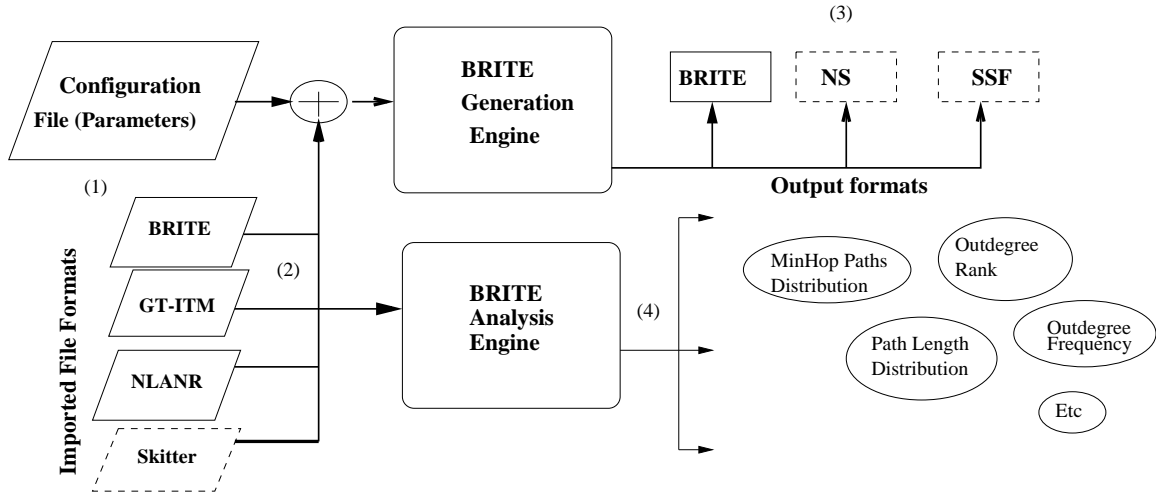 (3)
Configuration
File (Parameters)
BRITE
Generation
Engine
BRITE
NS
SSF
Output formats
(1)
Imported File Formats
BRITE
GT-ITM
NLANR
Skitter
(2)
BRITE
Analysis
Engine
(4)
MinHop Paths
Distribution
Outdegree
Rank
Path Length
Distribution
Outdegree
Frequency
Etc